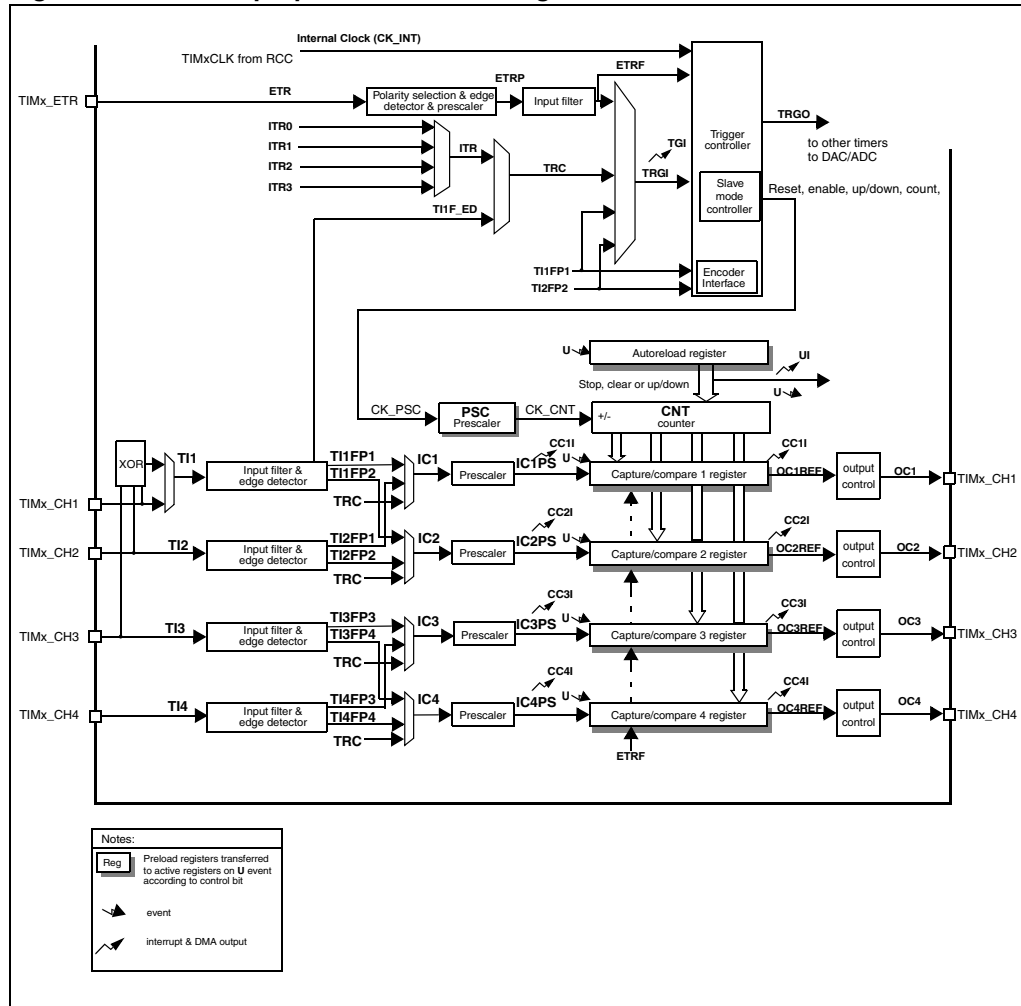 Internal Clock (CK_INT)
TIMxCLK from RCC
ETRF
ETRP
TIMx_ETR
ETR
Polarity selection & edge
detector & prescaler
Input filter
ITR0
ITR1
ITR2
ITR3
ITR
TI1F_ED
TRC
TGI
TRGI
Trigger
controller
TRGO
to other timers
to DAC/ADC
Slave
mode
controller
Reset, enable, up/down, count,
TI1FP1
TI2FP2
Encoder
Interface
U
Autoreload register
UI
Stop, clear or up/down
U
CK_PSC
PSC
Prescaler
CK_CNT
+/-
CNT
counter
XOR
TI1
Input filter &
edge detector
TI1FP1
TI1FP2
TRC
IC1
Prescaler
IC1PS
CC1I
U
Capture/compare 1 register
CC1I
OC1REF
output
control
OC1
TIMx_CH1
TIMx_CH1
TIMx_CH2
TI2
Input filter &
edge detector
TI2FP1
TI2FP2
TRC
IC2
Prescaler
IC2PS
CC2I
U
Capture/compare 2 register
CC2I
OC2REF
output
control
OC2
TIMx_CH2
TIMx_CH3
TI3
Input filter &
edge detector
TI3FP3
TI3FP4
TRC
IC3
Prescaler
IC3PS
CC3I
U
Capture/compare 3 register
CC3I
OC3REF
output
control
OC3
TIMx_CH3
TIMx_CH4
TI4
Input filter &
edge detector
TI4FP3
TI4FP4
TRC
IC4
Prescaler
IC4PS
CC4I
U
Capture/compare 4 register
CC4I
OC4REF
output
control
OC4
TIMx_CH4
ETRF
Notes:
Reg
Preload registers transferred
to active registers on U event
according to control bit
event
interrupt & DMA output